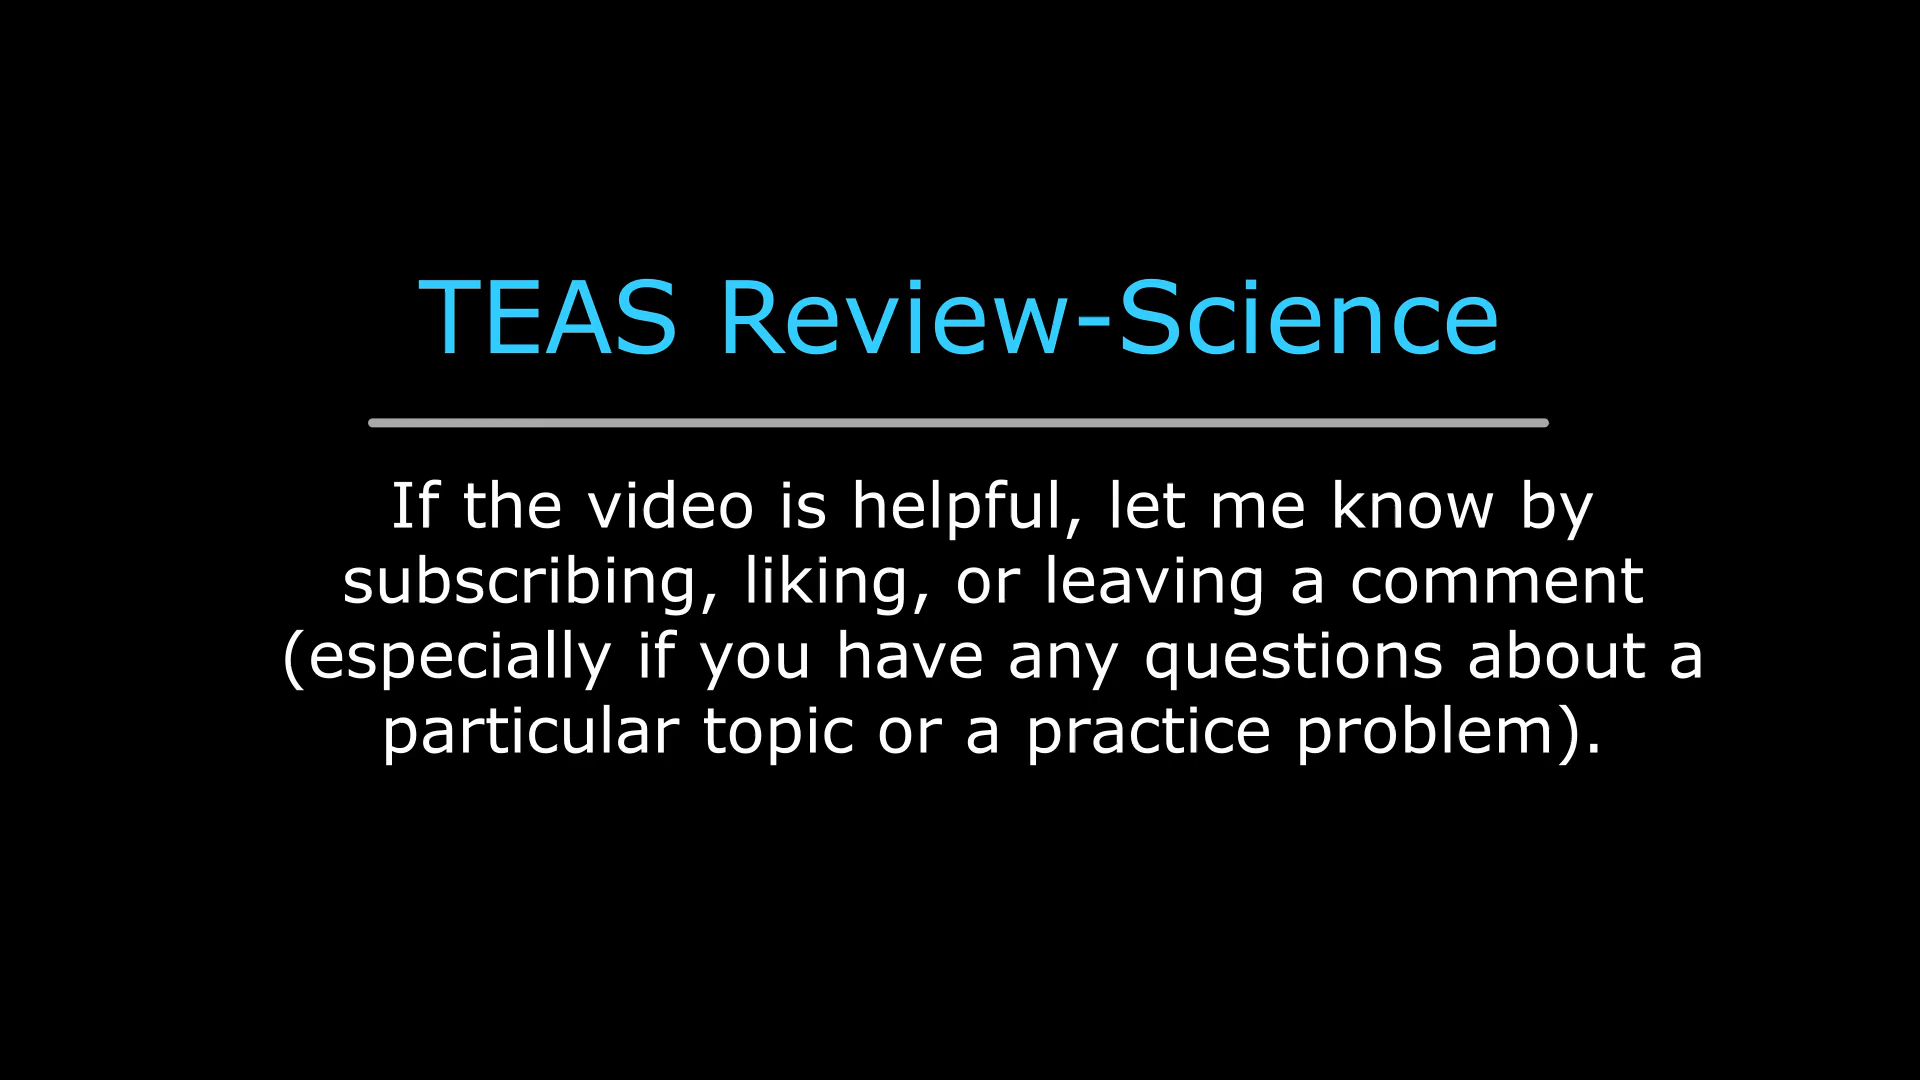 TEAS Review-Science
If the video is helpful, let me know by
subscribing, liking, or leaving a comment
(especially if you have any questions about a
particular topic or a practice problem).